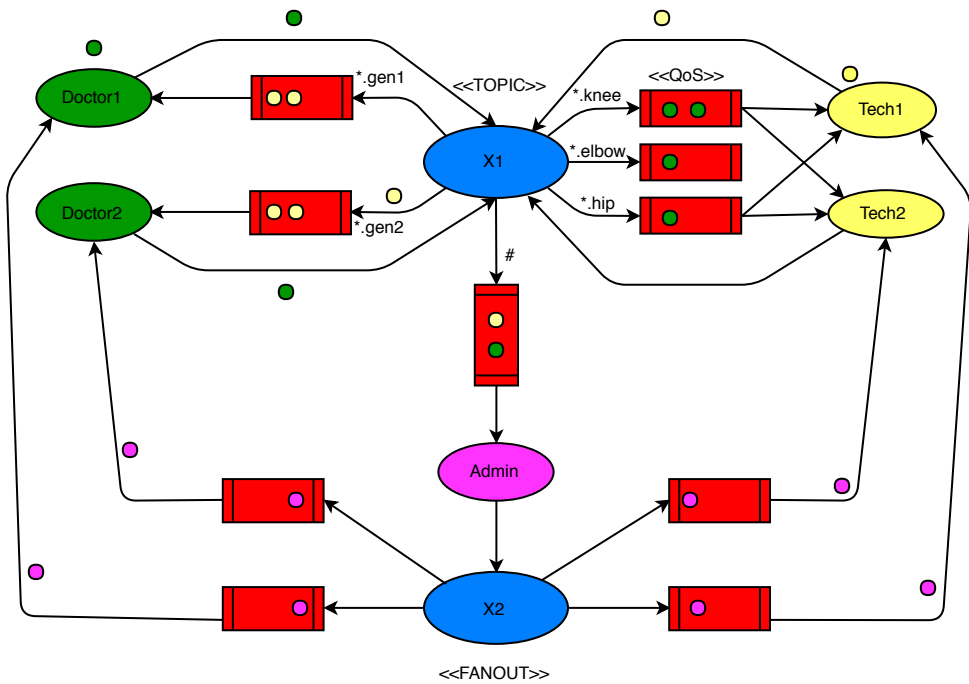 *.gen1
<<TOPIC>>
<<QoS>>
Doctor1
*.knee
Tech1
X1
*.elbow
Doctor2
*.gen2
*.hip
Tech2
#
Admin
X2
<<FANOUT>>